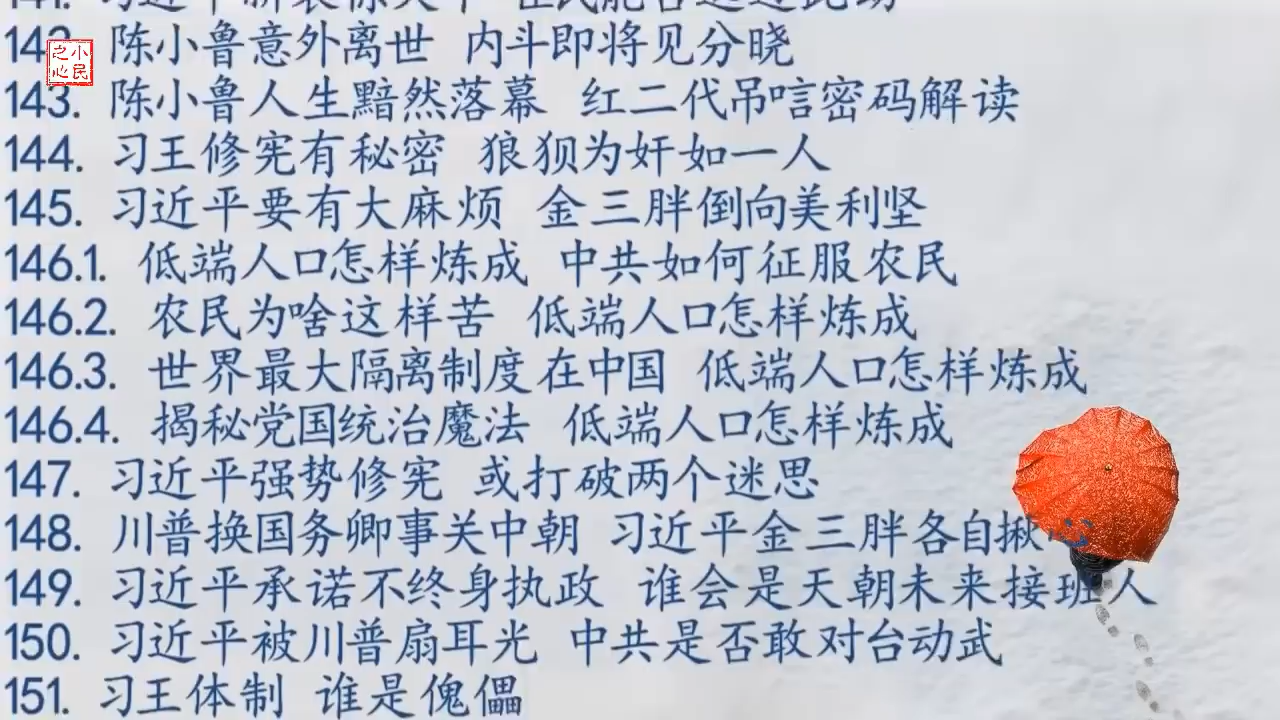 142. 陈小鲁意外离世 内斗即将见分晓
小民之心
143. 陈小鲁人生黯然落幕 红二代吊唁密码解读
144. 习王修宪有秘密 狼狈为奸如一人
145. 习近平要有大麻烦 金三胖倒向美利坚
146.1. 低端人口怎样炼成 中共如何征服农民
146.2. 农民为啥这样苦 低端人口怎样炼成
146.3. 世界最大隔离制度在中国 低端人口怎样炼成
146.4. 揭秘党国统治魔法 低端人口怎样炼成
147. 习近平强势修宪 或打破两个迷思
148. 川普换国务卿事关中朝 习近平金三胖各自揪心
149. 习近平承诺不终身执政 谁会是天朝未来接班人
150. 习近平被川普扇耳光 中共是否敢对台动武
151. 习王体制 谁是傀儡